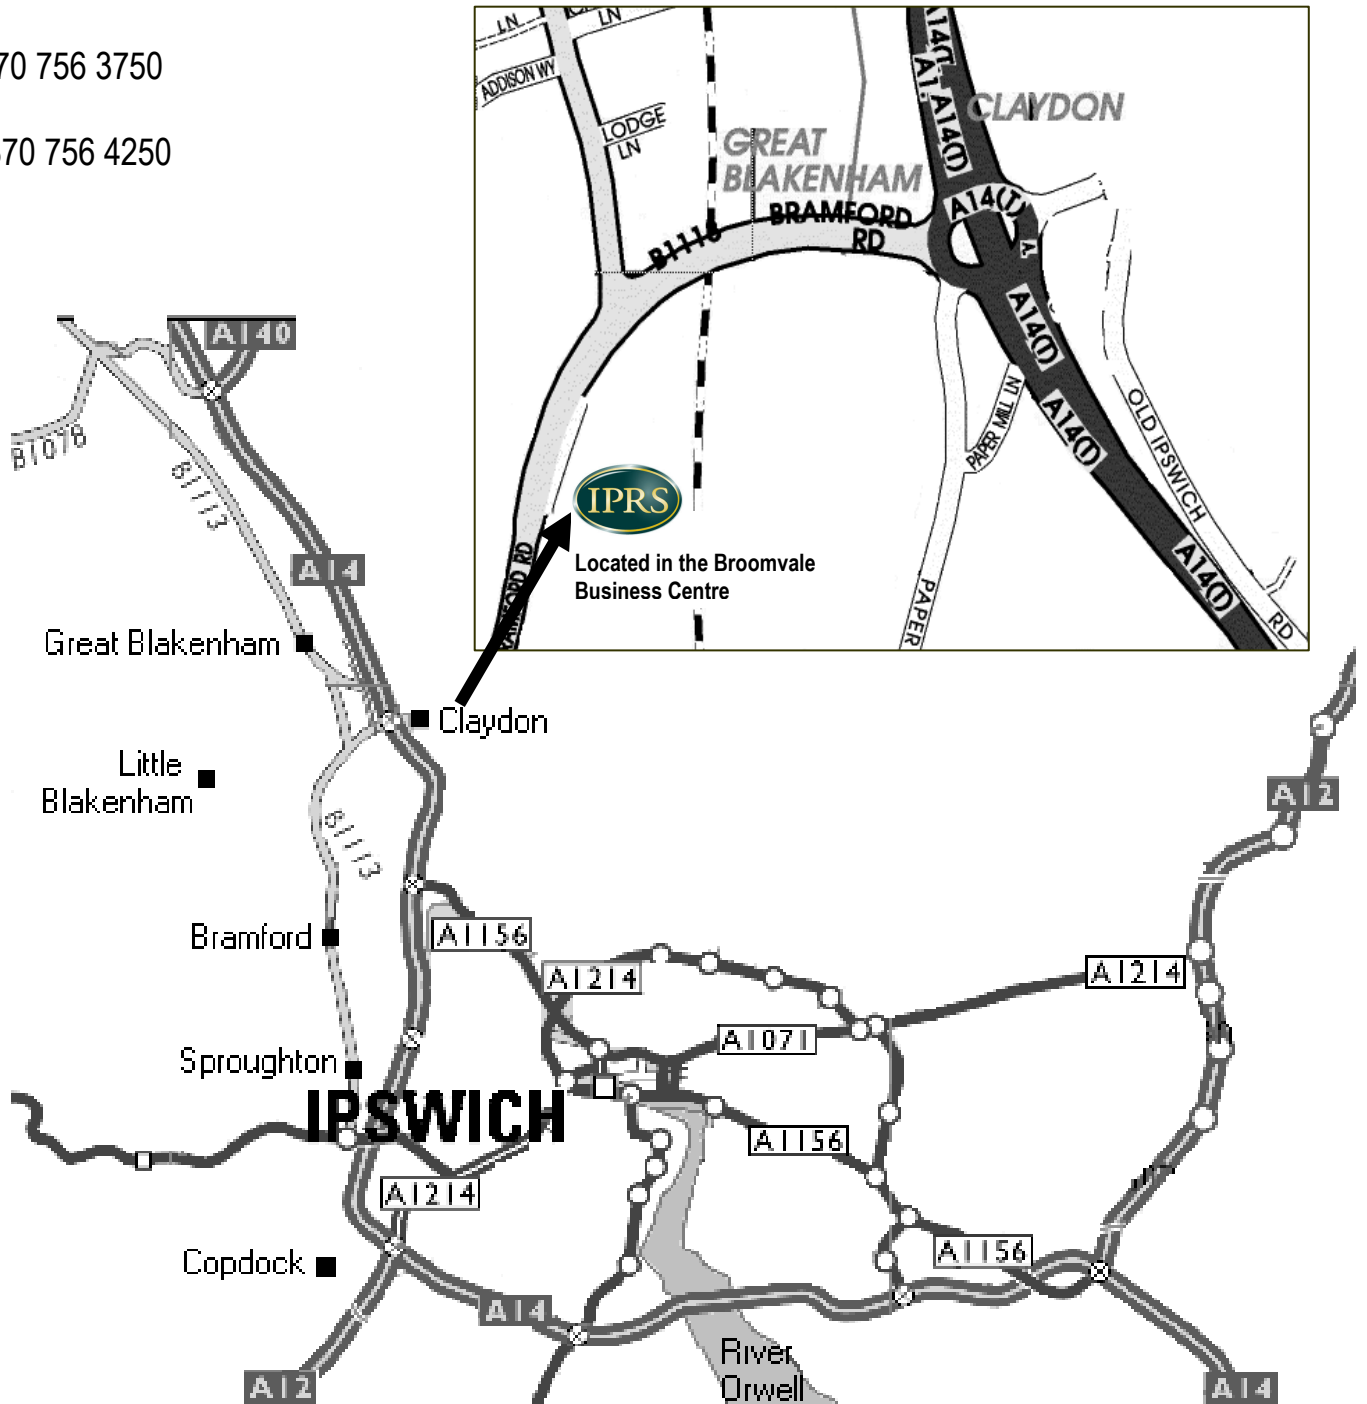 70 756 3750
70 756 4250
LN
LN
ADDISON WY
LODGE
LN
GREAT
BLAKENHAM
CLAYDON
A14(T)
A14(T)
A14(T)
BRAMFORD
RD
A14(T)
A14(T)
A14(T)
PAPER MILL LN
OLD IPSWICH
RD
PAPER
IPRS
Located in the Broomvale
Business Centre
A140
B1078
B1113
A14
Great Blakenham
Claydon
Little
Blakenham
B1113
A12
Bramford
A1156
A1214
A1214
A1071
Sproughton
IPSWICH
A1156
A1214
Copdock
A1156
A14
River
Orwell
A12
A14